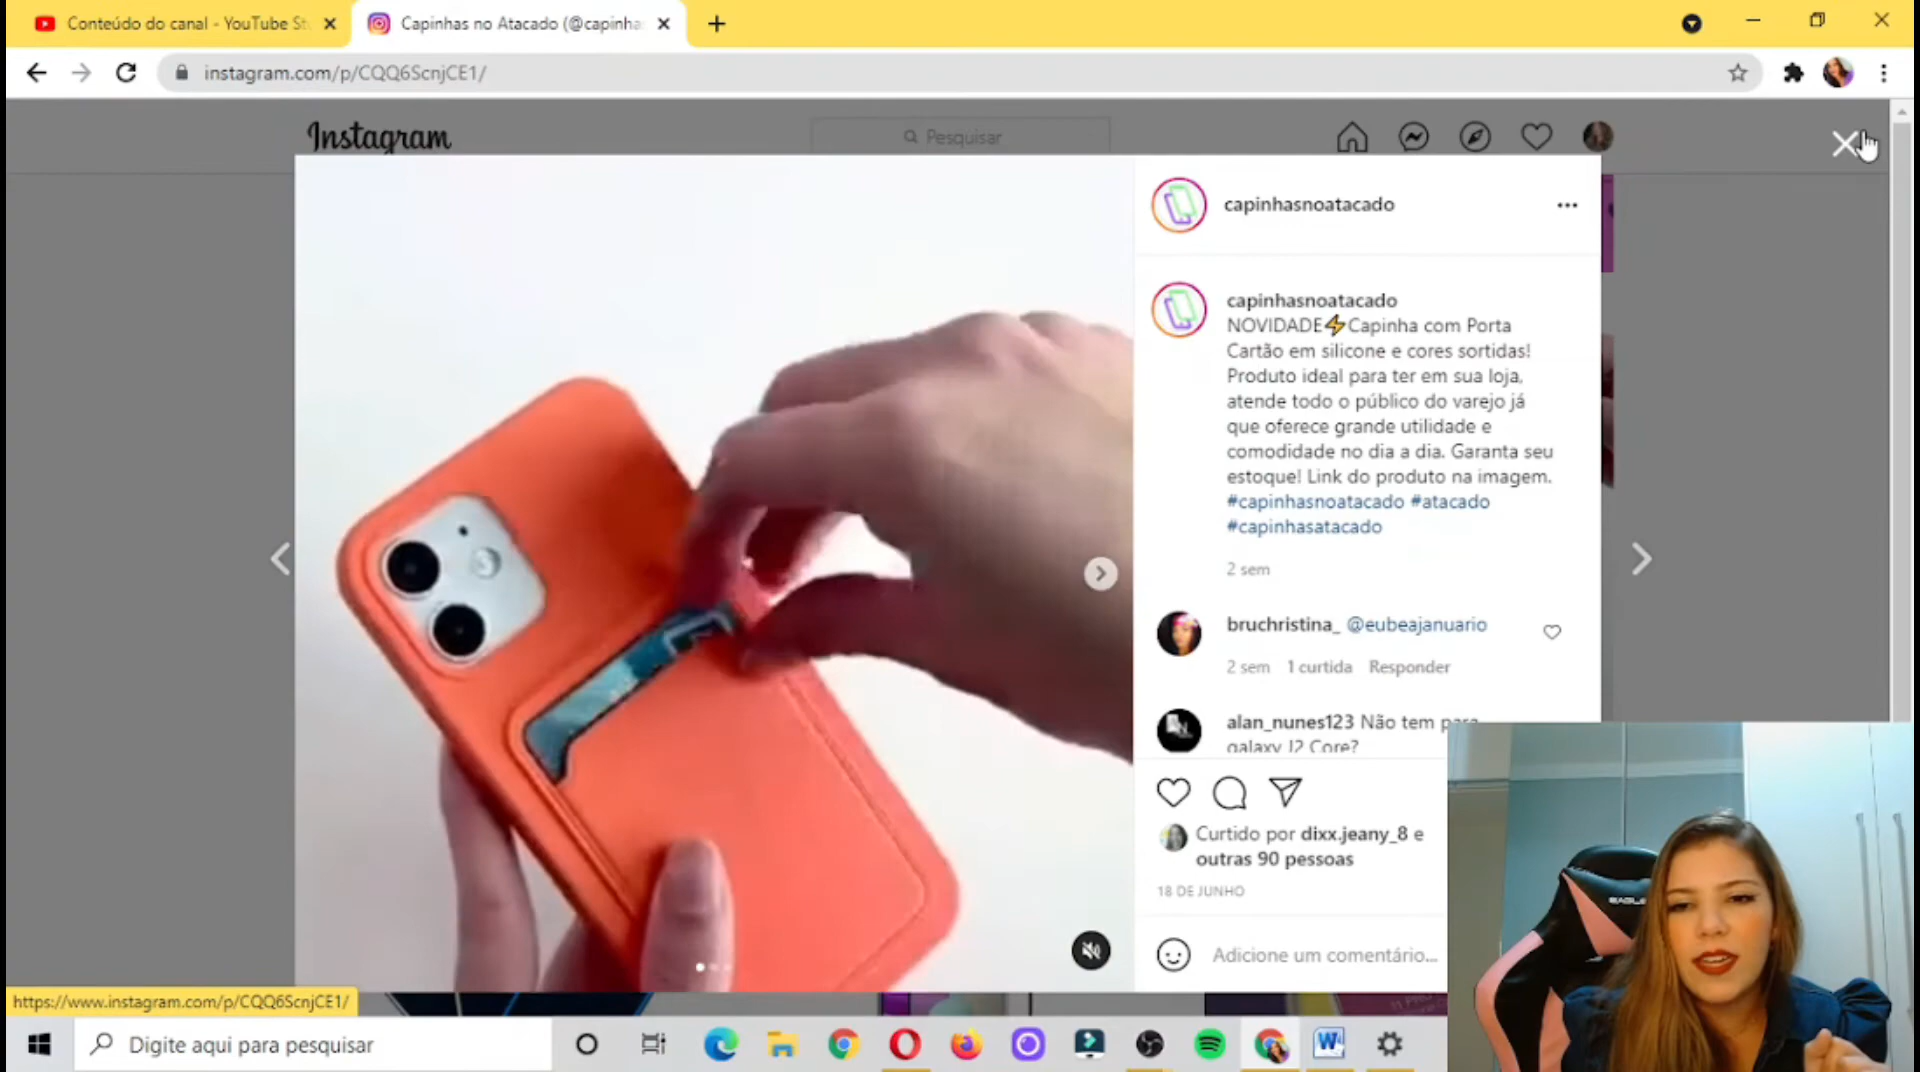 Conteúdo do canal - YouTube St
Capinhas no Atacado (@capinha
instagram.com/p/CQQ6ScnjCE1/
Instagram
Pesquisar
capinhasnoatacado
capinhasnoatacado
NOVIDADE⚡Capinha com Porta
Cartão em silicone e cores sortidas!
Produto ideal para ter em sua loja,
atende todo o público do varejo já
que oferece grande utilidade e
comodidade no dia a dia. Garanta seu
estoque! Link do produto na imagem.
#capinhasnoatacado #atacado
#capinhasatacado
2 sem
bruchristina_ @eubeajanuario
2 sem 1 curtida Responder
alan_nunes123 Não tem para
galaxy J2 Core?
Curtido por dixx.jeany_8 e
outras 90 pessoas
18 DE JUNHO
Adicione um comentário...
https://www.instagram.com/p/CQQ6ScnjCE1/
Digite aqui para pesquisar